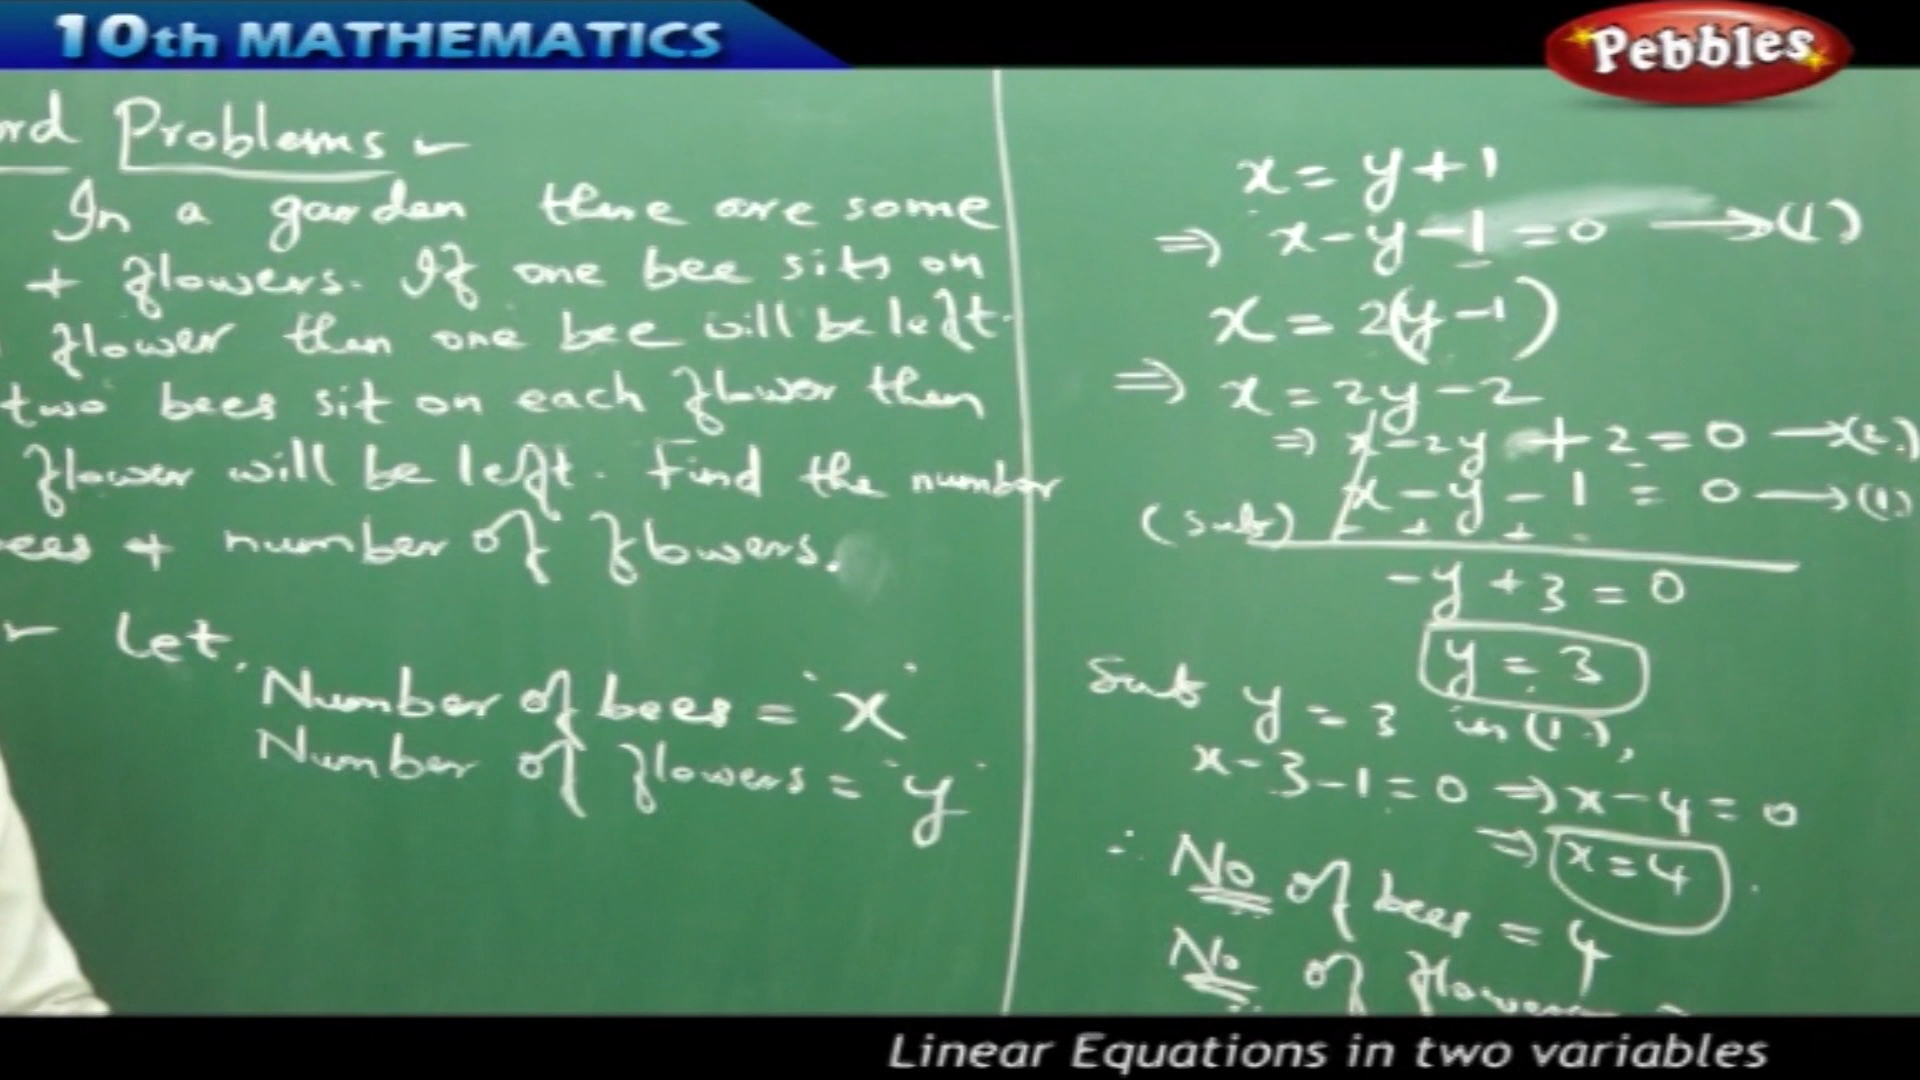 10th MATHEMATICS
Pebbles
Problems
In a garden there are some
+ flowers. If one bee sits on
flower then one bee will be left.
two bees sit on each flower then
flower will be left. Find the number
+ number of flowers.
Let,
Number of bees = "x"
Number of flowers = "y"
x = y + 1
⇒ x - y - 1 = 0 → (1)
x = 2(y - 1)
⇒ x = 2y - 2
⇒ x - 2y + 2 = 0 → (2)
x - y - 1 = 0 → (1)
(sub) - + + -
-y + 3 = 0
y = 3
Sub y = 3 in (1),
x - 3 - 1 = 0 ⇒ x - 4 = 0
⇒ x = 4
∴ No of bees = 4
No. of flowers =
Linear Equations in two variables